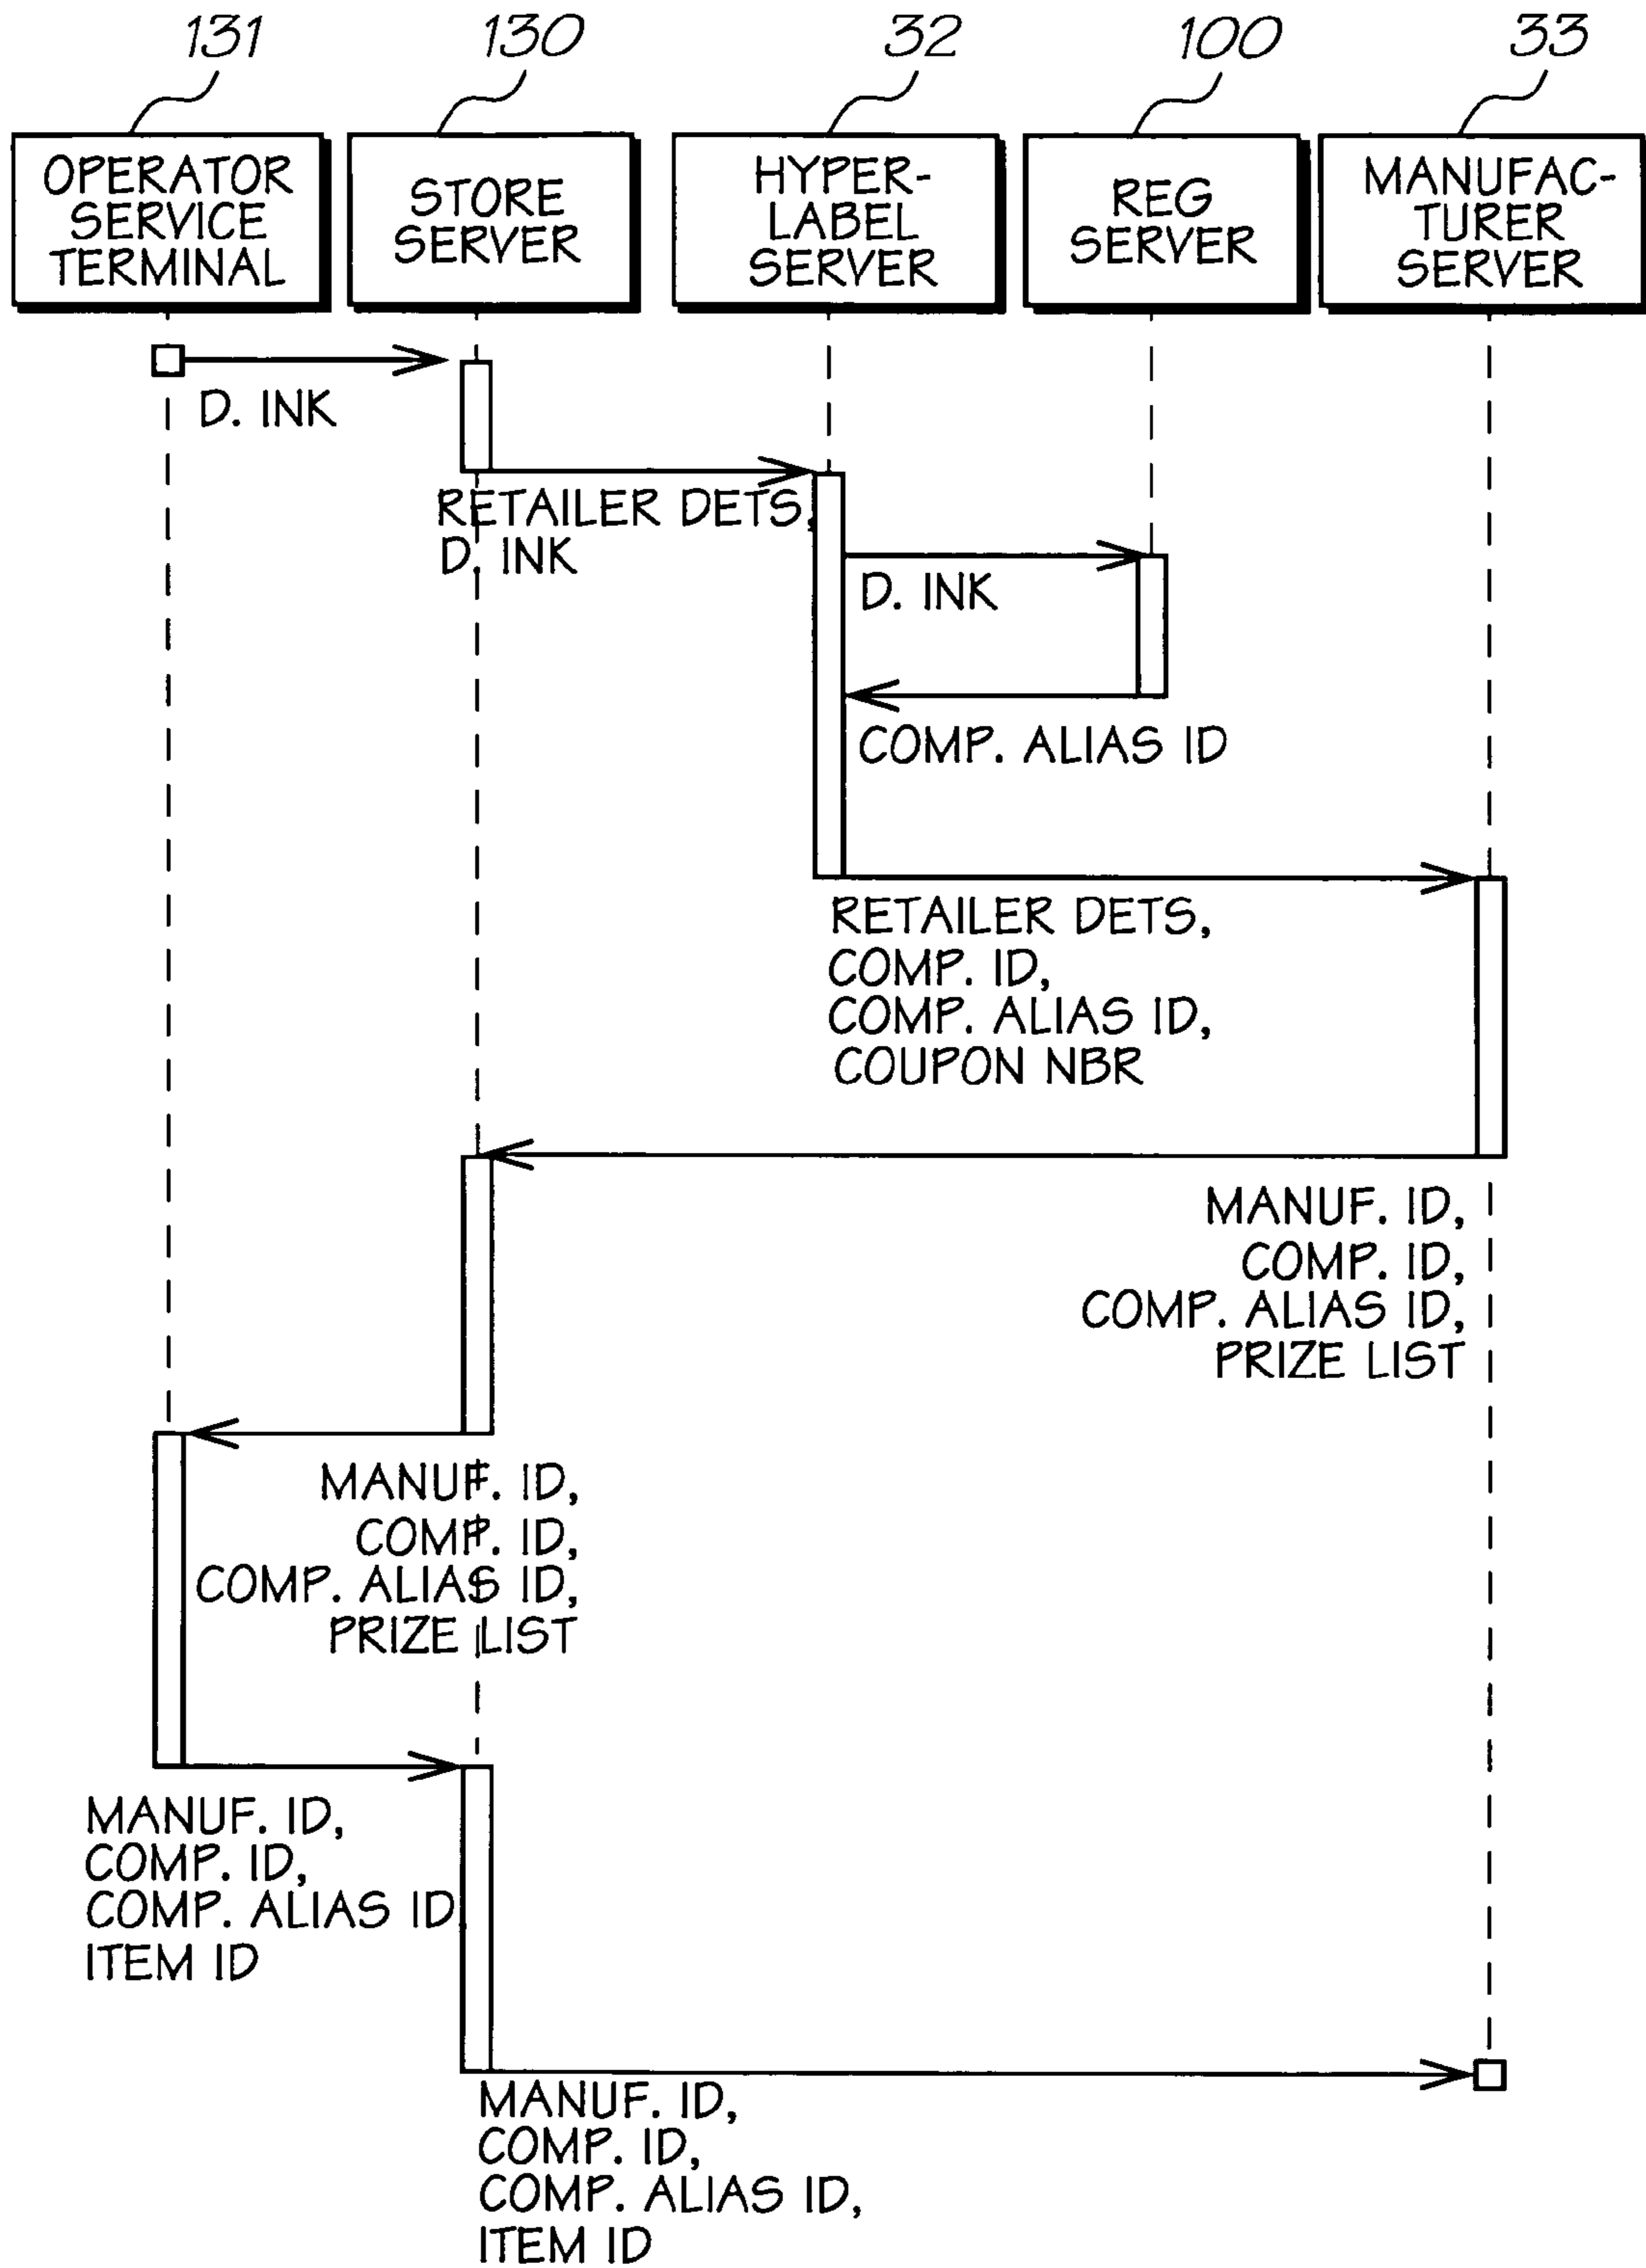 131
130
32
100
33
OPERATOR
SERVICE
TERMINAL
STORE
SERVER
HYPER-
LABEL
SERVER
REG
SERVER
MANUFAC-
TURER
SERVER
D. INK
RETAILER DETS,
D. INK
D. INK
COMP. ALIAS ID
RETAILER DETS,
COMP. ID,
COMP. ALIAS ID,
COUPON NBR
MANUF. ID,
COMP. ID,
COMP. ALIAS ID,
PRIZE LIST
MANUF. ID,
COMP. ID,
COMP. ALIAS ID,
PRIZE LIST
MANUF. ID,
COMP. ID,
COMP. ALIAS ID
ITEM ID
MANUF. ID,
COMP. ID,
COMP. ALIAS ID,
ITEM ID